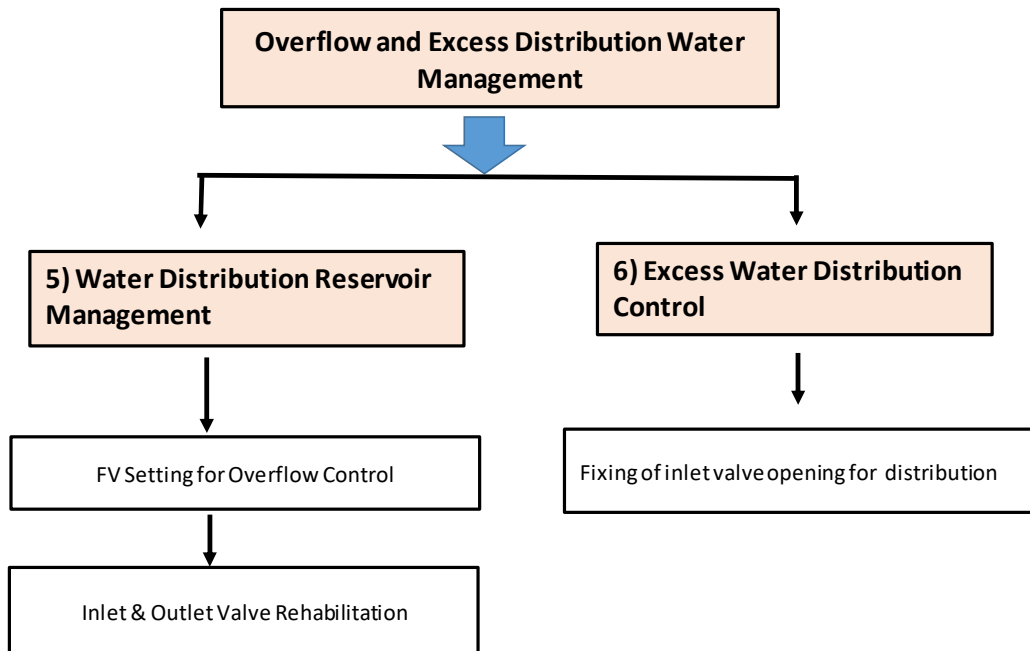 Overflow and Excess Distribution Water
Management
5) Water Distribution Reservoir
Management
6) Excess Water Distribution
Control
FV Setting for Overflow Control
Fixing of inlet valve opening for distribution
Inlet & Outlet Valve Rehabilitation